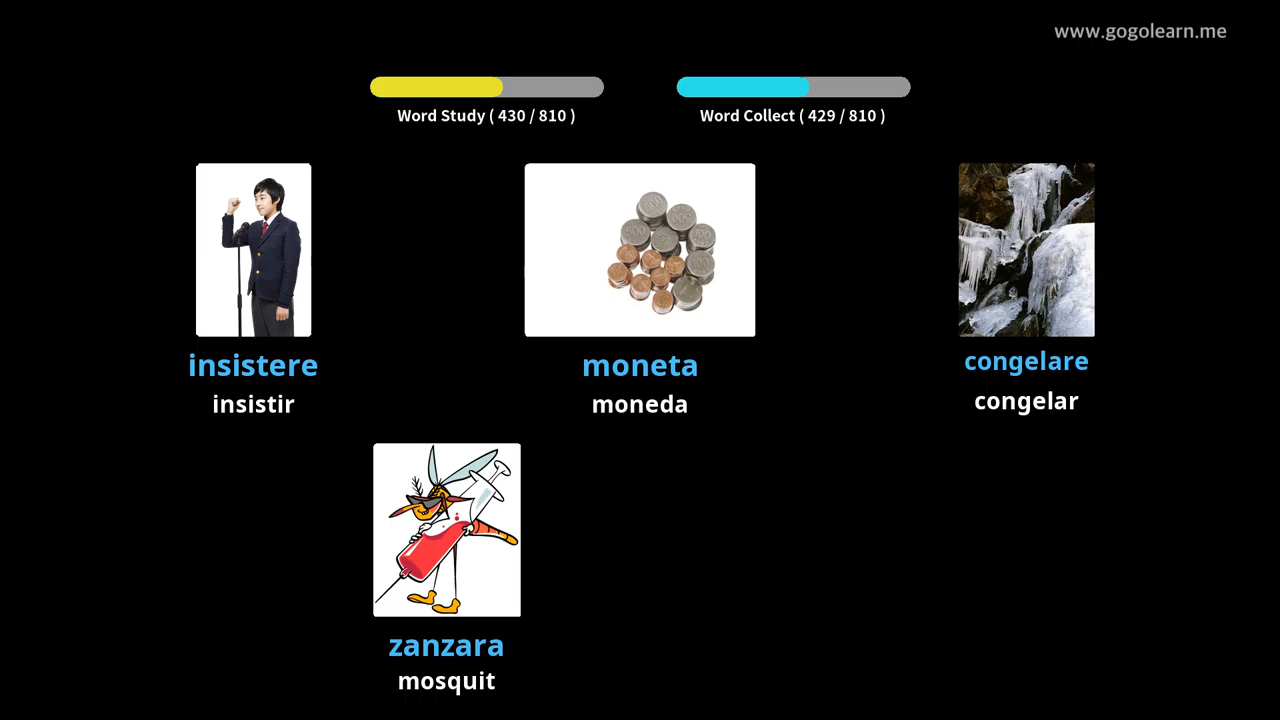 www.gogolearn.me
Word Study ( 430 / 810 )
Word Collect ( 429 / 810 )
insistere
insistir
moneta
moneda
congelare
congelar
zanzara
mosquit